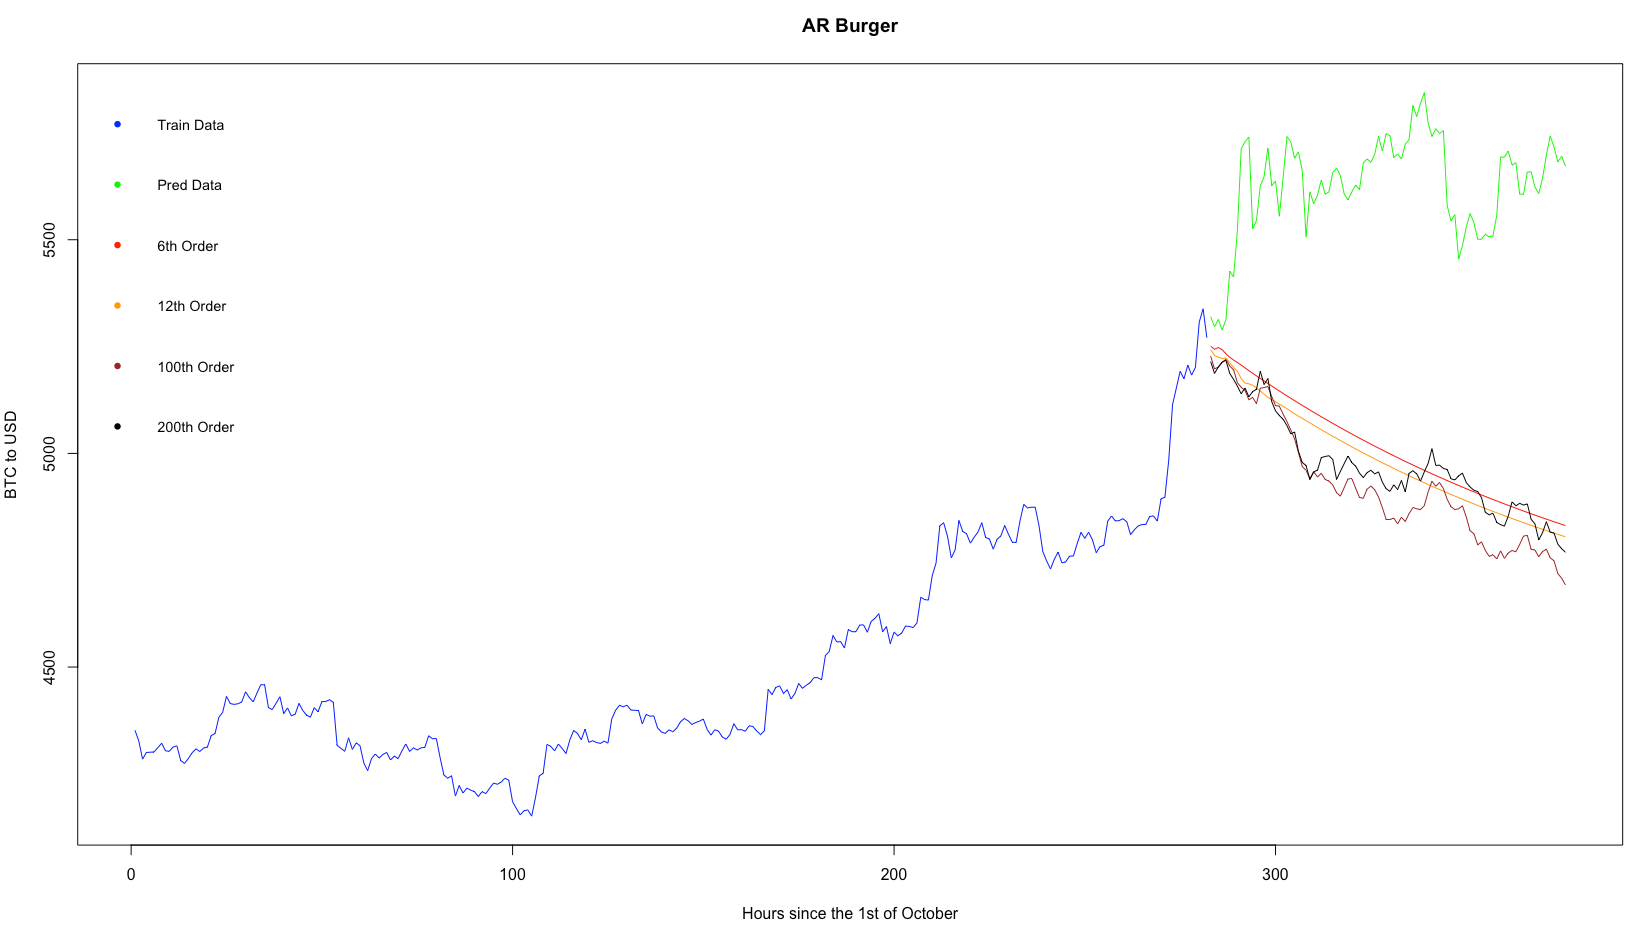 AR Burger
Train Data
Pred Data
6th Order
12th Order
100th Order
200th Order
BTC to USD
5500
5000
4500
0
100
200
300
Hours since the 1st of October